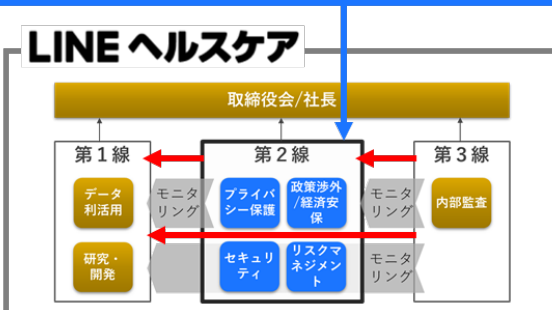 LINE ヘルスケア
取締役会/社長
第1線
第2線
第3線
データ
利活用
モニタ
リング
プライバ
シー保護
政策渉外
/経済安
保
モニタ
リング
内部監査
研究・
開発
セキュリ
ティ
リスクマ
ネジメン
ト
モニタ
リング